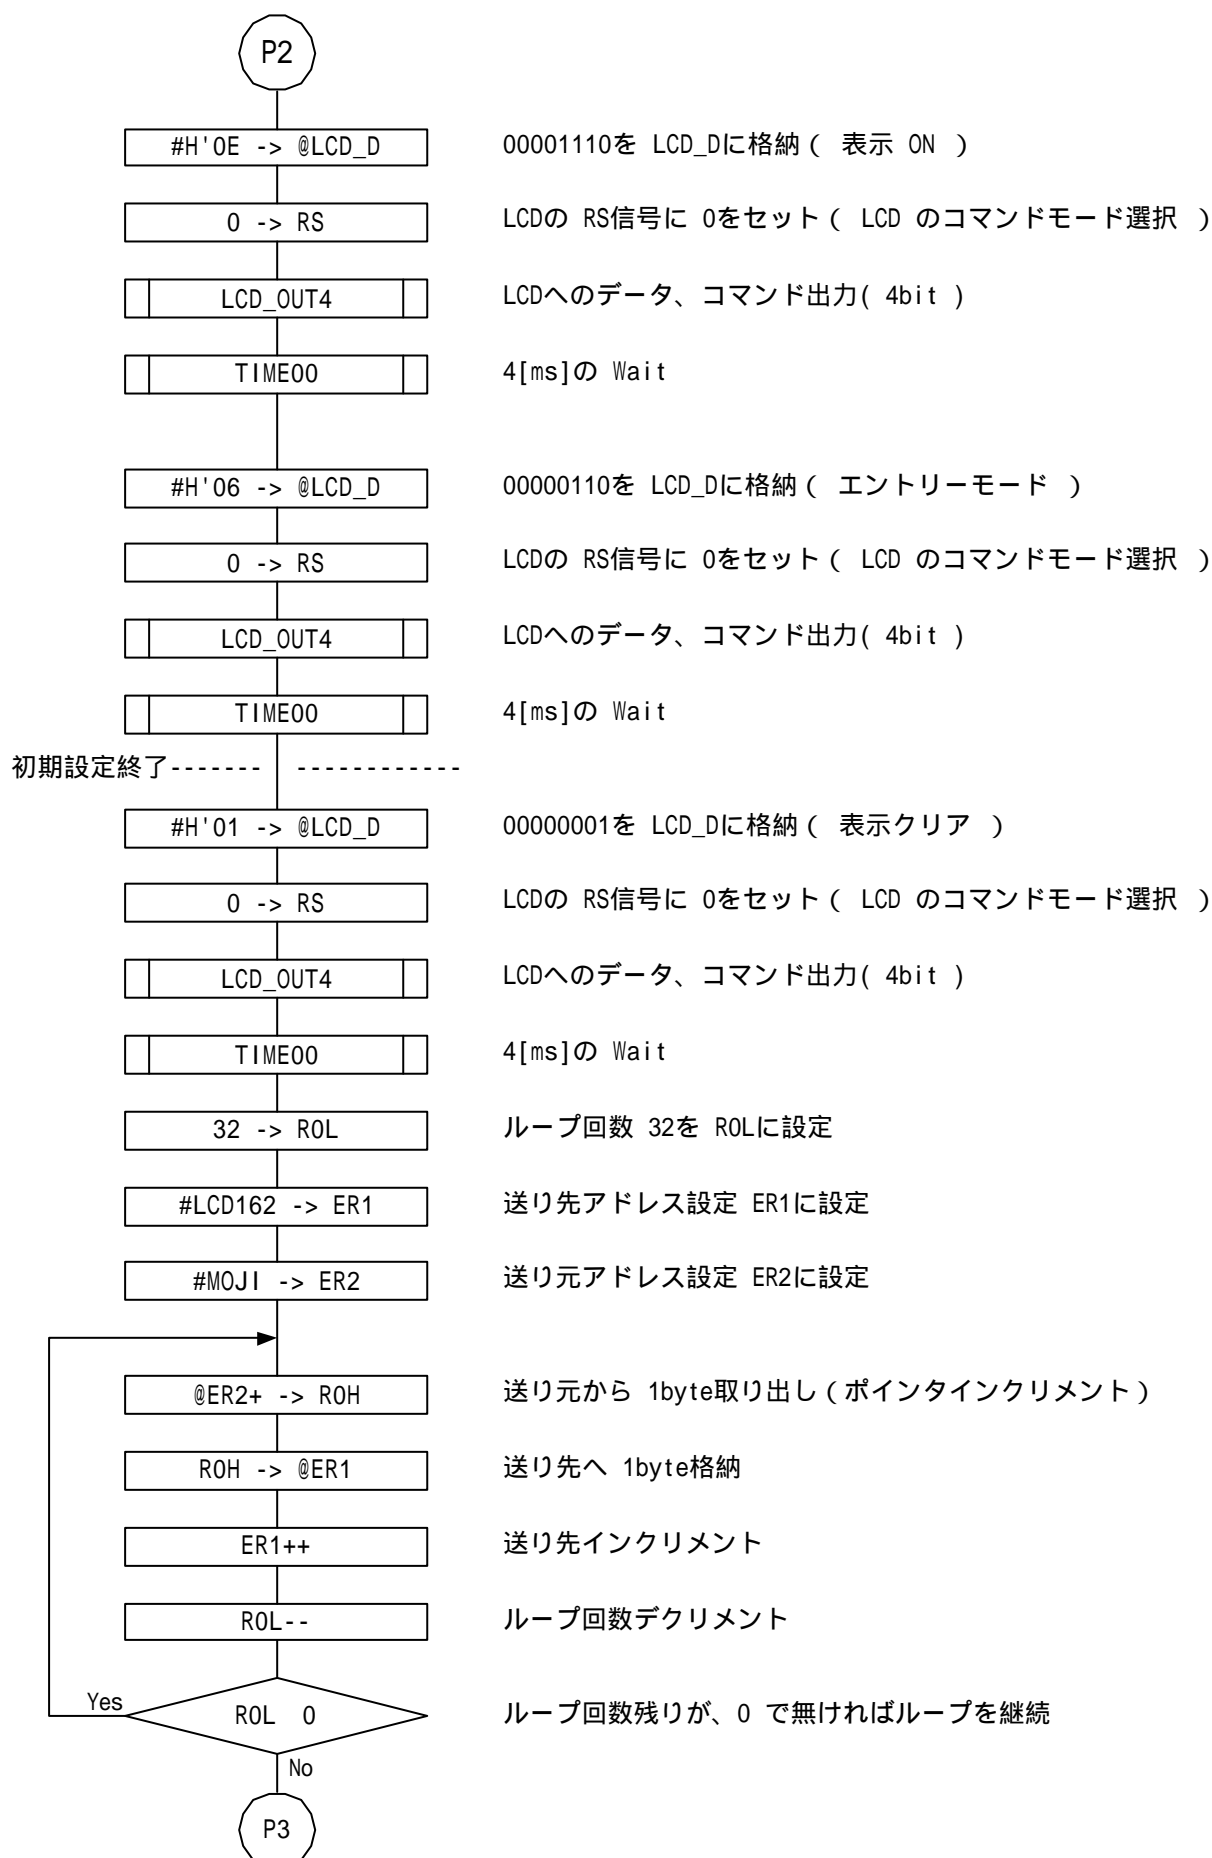 P2
#H'0E -> @LCD_D 00001110を LCD_Dに格納( 表示 ON )
0 -> RS LCDの RS信号に 0をセット( LCD のコマンドモード選択 )
LCD_OUT4 LCDへのデータ、コマンド出力( 4bit )
TIME00 4[ms]の Wait
#H'06 -> @LCD_D 00000110を LCD_Dに格納( エントリーモード )
0 -> RS LCDの RS信号に 0をセット( LCD のコマンドモード選択 )
LCD_OUT4 LCDへのデータ、コマンド出力( 4bit )
TIME00 4[ms]の Wait
初期設定終了------- ------------
#H'01 -> @LCD_D 00000001を LCD_Dに格納( 表示クリア )
0 -> RS LCDの RS信号に 0をセット( LCD のコマンドモード選択 )
LCD_OUT4 LCDへのデータ、コマンド出力( 4bit )
TIME00 4[ms]の Wait
32 -> R0L ループ回数 32を R0Lに設定
#LCD162 -> ER1 送り先アドレス設定 ER1に設定
#MOJI -> ER2 送り元アドレス設定 ER2に設定
@ER2+ -> R0H 送り元から 1byte取り出し(ポインタインクリメント)
R0H -> @ER1 送り先へ 1byte格納
ER1++ 送り先インクリメント
R0L-- ループ回数デクリメント
Yes R0L 0 ループ回数残りが、0 で無ければループを継続
No
P3